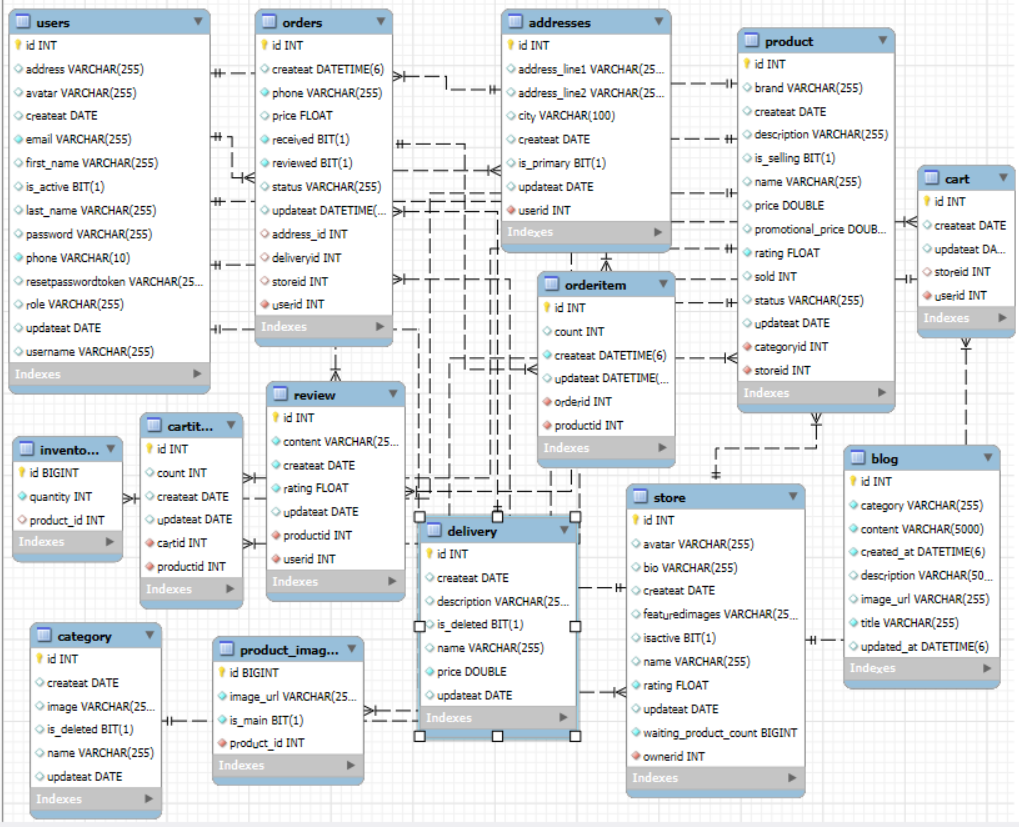 users
id INT
address VARCHAR(255)
avatar VARCHAR(255)
createat DATE
email VARCHAR(255)
first_name VARCHAR(255)
is_active BIT(1)
last_name VARCHAR(255)
password VARCHAR(255)
phone VARCHAR(10)
resetpasswordtoken VARCHAR(25...
role VARCHAR(255)
updateat DATE
username VARCHAR(255)
Indexes
orders
id INT
createat DATETIME(6)
phone VARCHAR(255)
price FLOAT
received BIT(1)
reviewed BIT(1)
status VARCHAR(255)
updateat DATETIME(...
address_id INT
deliveryid INT
storeid INT
userid INT
Indexes
addresses
id INT
address_line1 VARCHAR(25...
address_line2 VARCHAR(25...
city VARCHAR(100)
createat DATE
is_primary BIT(1)
updateat DATE
userid INT
Indexes
product
id INT
brand VARCHAR(255)
createat DATE
description VARCHAR(255)
is_selling BIT(1)
name VARCHAR(255)
price DOUBLE
promotional_price DOUB...
rating FLOAT
sold INT
status VARCHAR(255)
updateat DATE
categoryid INT
storeid INT
Indexes
cart
id INT
createat DATE
updateat DA...
storeid INT
userid INT
Indexes
orderitem
id INT
count INT
createat DATETIME(6)
updateat DATETIME(...
orderid INT
productid INT
Indexes
review
id INT
content VARCHAR(25...
createat DATE
rating FLOAT
updateat DATE
productid INT
userid INT
Indexes
cartit...
id INT
count INT
createat DATE
updateat DATE
cartid INT
productid INT
Indexes
invento...
id BIGINT
quantity INT
product_id INT
Indexes
blog
id INT
category VARCHAR(255)
content VARCHAR(5000)
created_at DATETIME(6)
description VARCHAR(50...
image_url VARCHAR(255)
title VARCHAR(255)
updated_at DATETIME(6)
Indexes
store
id INT
avatar VARCHAR(255)
bio VARCHAR(255)
createat DATE
featuredimages VARCHAR(25...
isactive BIT(1)
name VARCHAR(255)
rating FLOAT
updateat DATE
waiting_product_count BIGINT
ownerid INT
Indexes
delivery
id INT
createat DATE
description VARCHAR(25...
is_deleted BIT(1)
name VARCHAR(255)
price DOUBLE
updateat DATE
Indexes
category
id INT
createat DATE
image VARCHAR(25...
is_deleted BIT(1)
name VARCHAR(255)
updateat DATE
Indexes
product_imag...
id BIGINT
image_url VARCHAR(25...
is_main BIT(1)
product_id INT
Indexes